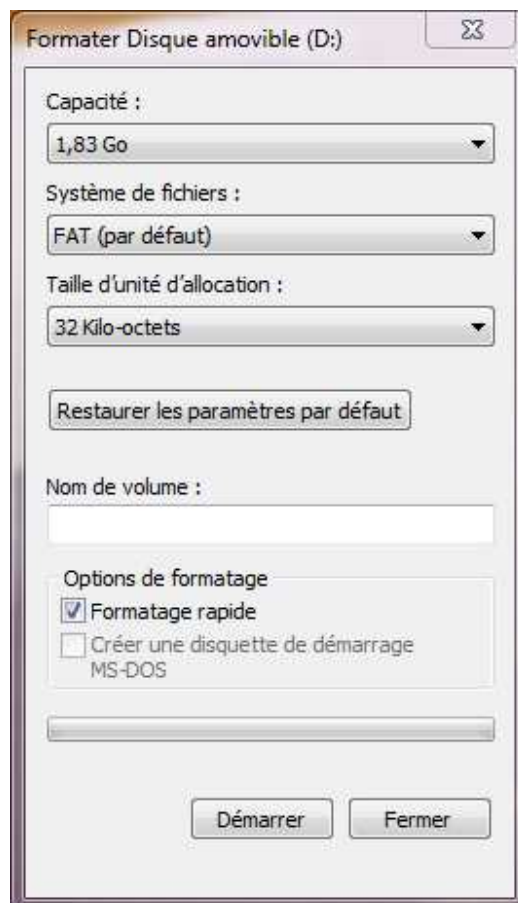 Formater Disque amovible (D:)
Capacité :
1,83 Go
Système de fichiers :
FAT (par défaut)
Taille d'unité d'allocation :
32 Kilo-octets
Restaurer les paramètres par défaut
Nom de volume :
Options de formatage
Formatage rapide
Créer une disquette de démarrage
MS-DOS
Démarrer
Fermer